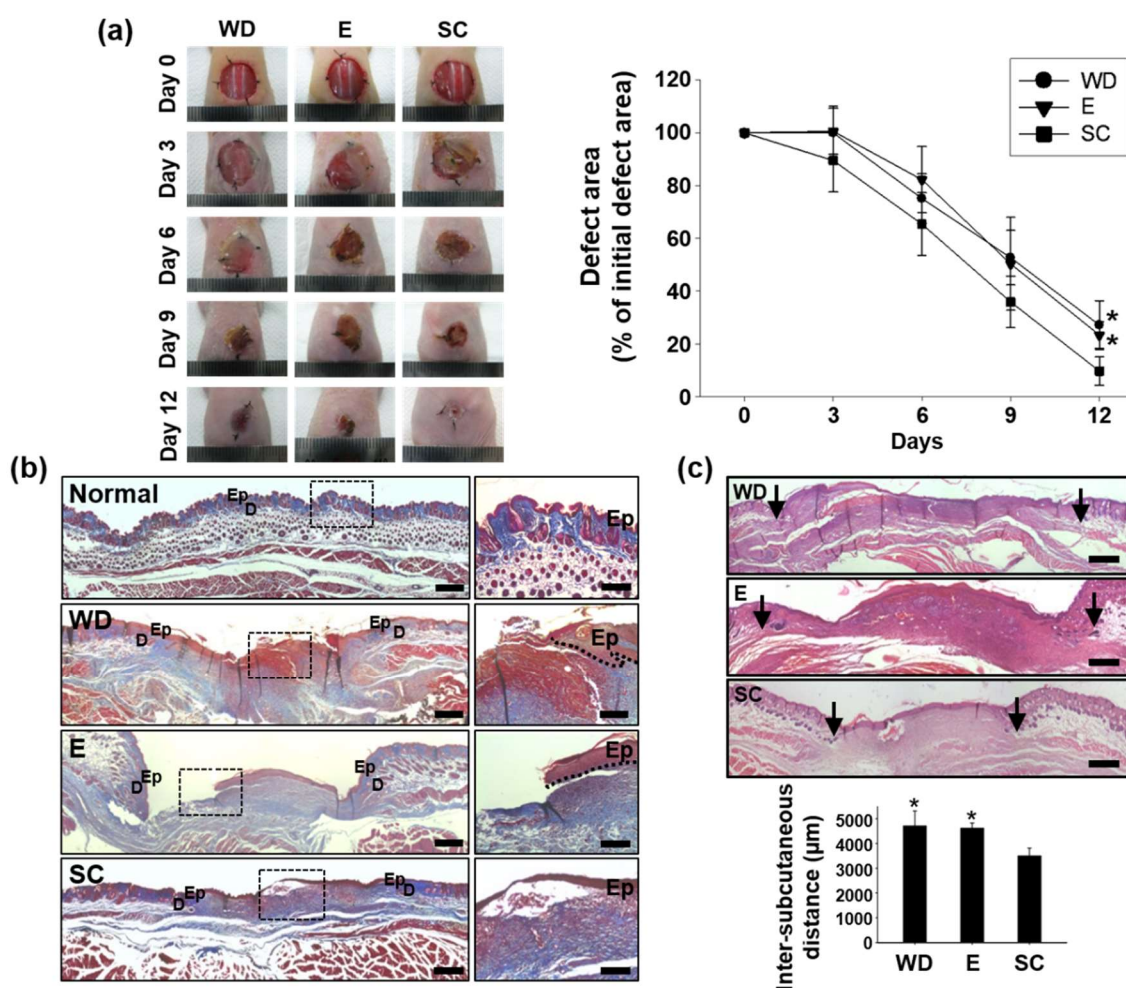 (a)
WD E SC
Day 0
Day 3
Day 6
Day 9
Day 12
Defect area
(% of initial defect area)
120
100
80
60
40
20
0
0 3 6 9 12
Days
WD
E
SC
*
*
(b)
Normal
Ep
D
Ep
WD
D Ep
Ep D
Ep
E
D Ep
Ep
D
Ep
SC
D Ep
Ep D
Ep
(c)
WD
E
SC
Inter-subcutaneous
distance (μm)
5000
4000
3000
2000
1000
0
* *
WD E SC